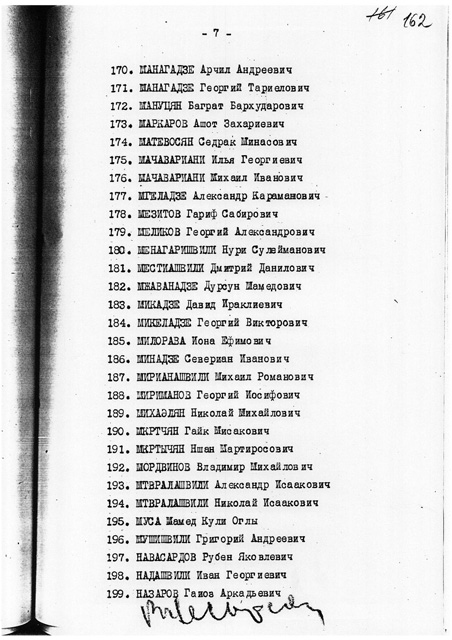 161 162
- 7 -
170. МАНАГАДЗЕ Арчил Андреевич
171. МАНАГАДЗЕ Георгий Тариелович
172. МАНУЦЯН Баграт Бархударович
173. МАРКАРОВ Ашот Захариевич
174. МАТЕВОСЯН Седрак Минасович
175. МАЧАВАРИАНИ Илья Георгиевич
176. МАЧАВАРИАНИ Михаил Иванович
177. МГЕЛАДЗЕ Александр Караманович
178. МЕЗИТОВ Гариф Сабирович
179. МЕЛИКОВ Георгий Александрович
180. МЕНАГАРИШВИЛИ Нури Сулейманович
181. МЕСТИАШВИЛИ Дмитрий Данилович
182. МЖАВАНАДЗЕ Дурсун Шамедович
183. МИКАДЗЕ Давид Ираклиевич
184. МИКЕЛАДЗЕ Георгий Викторович
185. МИЛОРАВА Иона Ефимович
186. МИНАДЗЕ Севериан Иванович
187. МИРИАНАШВИЛИ Михаил Романович
188. МИРИМАНОВ Георгий Иосифович
189. МИХАЭЛЯН Николай Михайлович
190. МКРТЧЯН Гайк Мисакович
191. МКРТЫЧЯН Ншан Мартиросович
192. МОРДВИНОВ Владимир Михайлович
193. МТВРАЛАШВИЛИ Александр Исаакович
194. МТВРАЛАШВИЛИ Николай Исаакович
195. МУСА Мамед Кули Оглы
196. МУШИШВИЛИ Григорий Андреевич
197. НАВАСАРДОВ Рубен Яковлевич
198. НАДАШВИЛИ Иван Георгиевич
199. НАЗАРОВ Гаиоз Аркадьевич